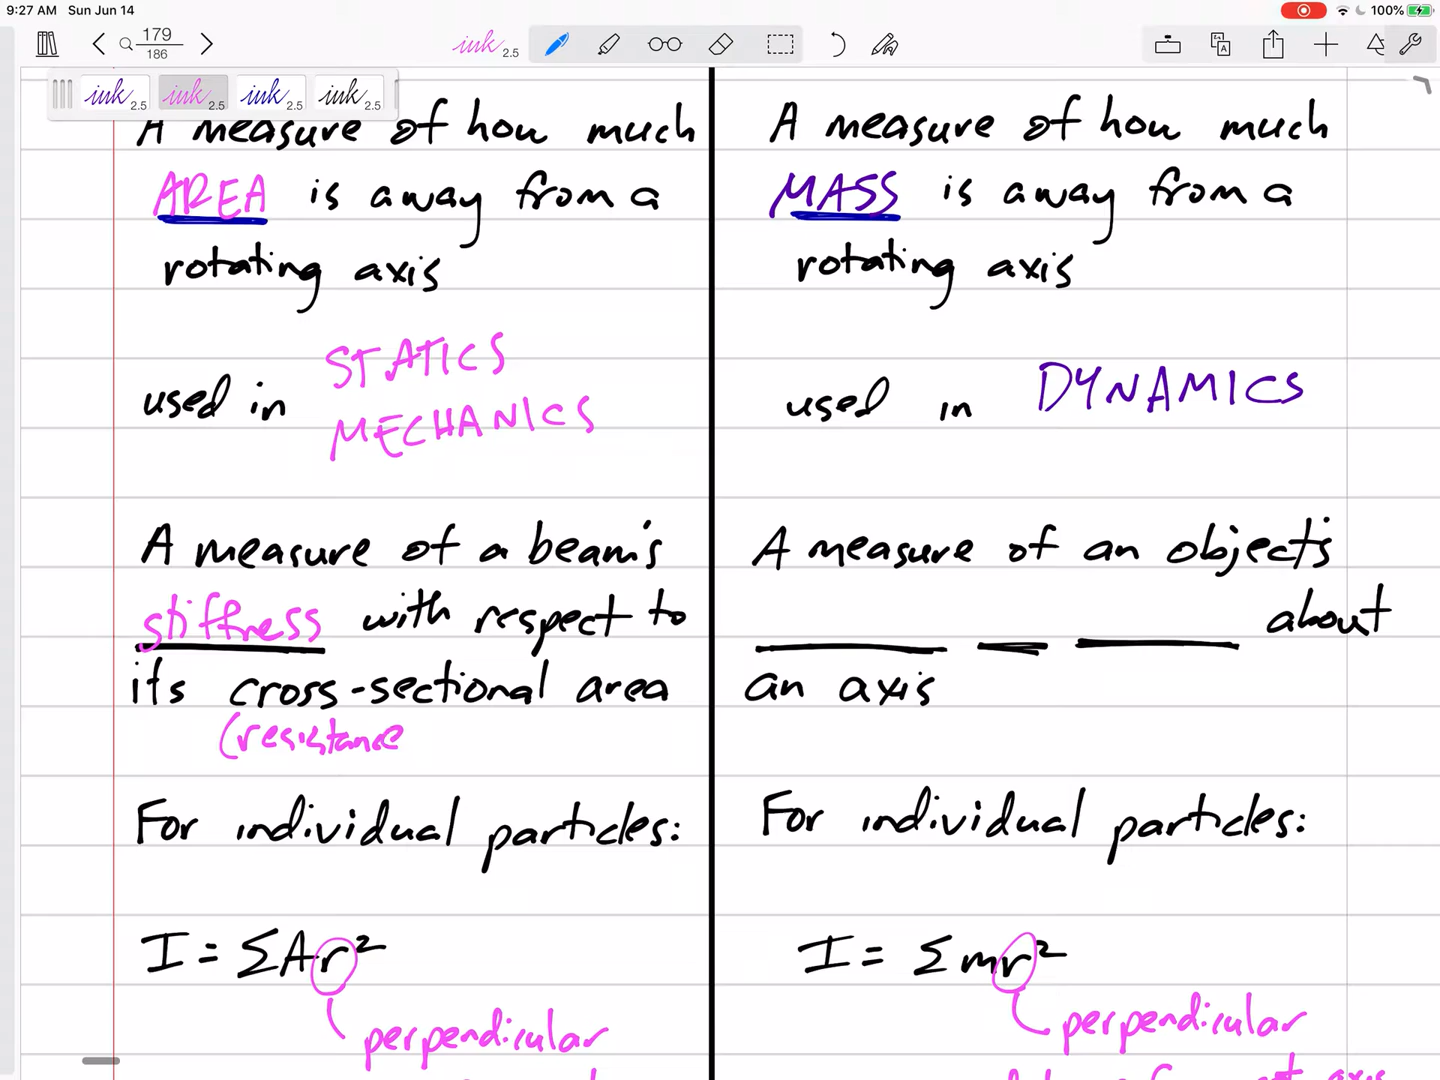 9:27 AM Sun Jun 14
100%
179
186
ink 2.5
ink 2.5
ink 2.5
ink 2.5
ink 2.5
A measure of how much
AREA is away from a
rotating axis
used in STATICS
MECHANICS
A measure of a beam's
stiffness with respect to
its cross-sectional area
(resistance
For individual particles:
I = ΣAr²
perpendicular
A measure of how much
MASS is away from a
rotating axis
used in DYNAMICS
A measure of an object's
about
an axis
For individual particles:
I = Σmr²
perpendicular
axis